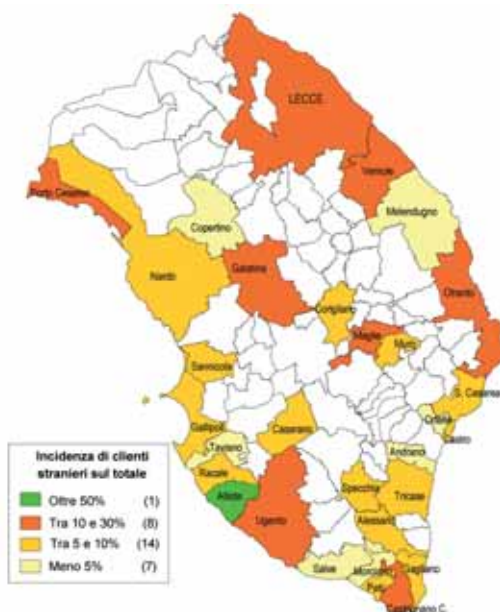 LECCE
Vernole
Porto Cesareo
Melendugno
Copertino
Nardò
Galatina
Otranto
Corigliano
Maglie
Muro
Sannicola
S. Cesarea
Gallipoli
Casarano
Ortelle
Castro
Taviano
Andrano
Racale
Specchia
Tricase
Alliste
Ugento
Alessano
Salve
Morciano
Gagliano
Patù
Castrignano C.
Incidenza di clienti
stranieri sul totale
Oltre 50% (1)
Tra 10 e 30% (8)
Tra 5 e 10% (14)
Meno 5% (7)